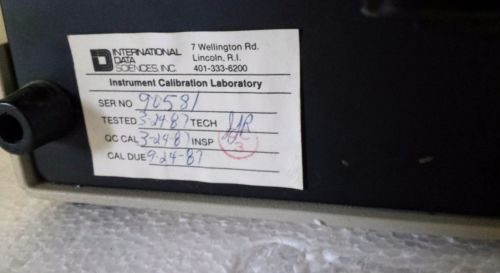 INTERNATIONAL DATA SCIENCES, INC.
7 Wellington Rd.
Lincoln, R.I.
401-333-6200
Instrument Calibration Laboratory
SER NO 90581
TESTED 3-24-87 TECH
QC CAL 3-24-87 INSP 3
CAL DUE 9-24-87